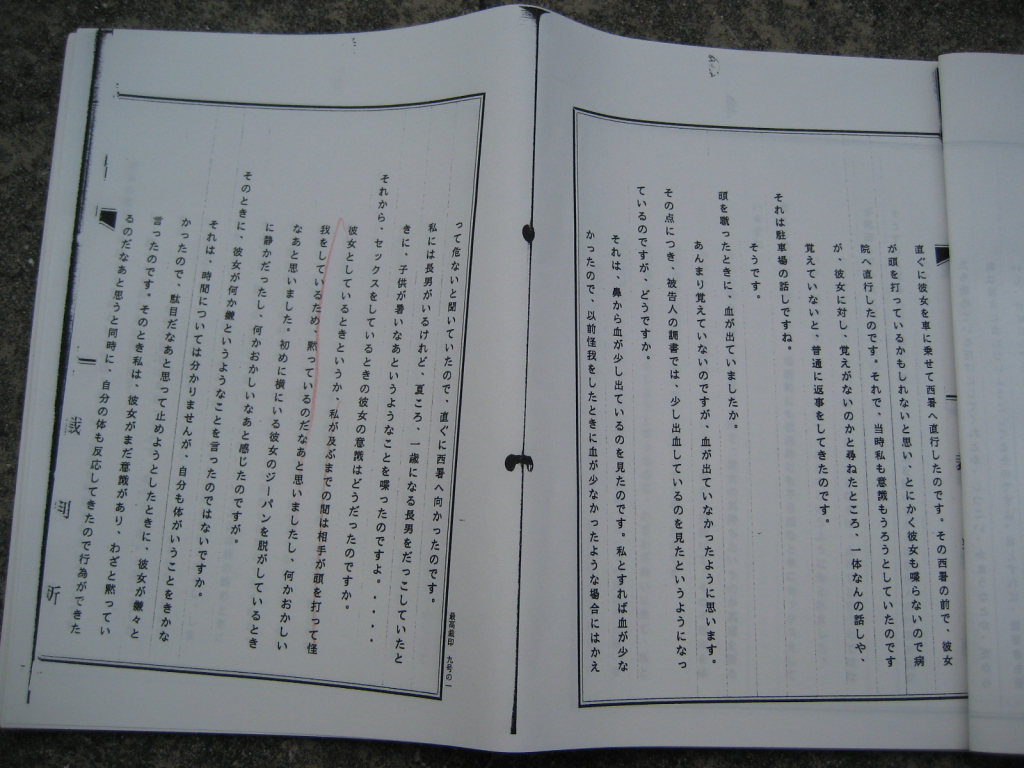 直ぐに彼女を車に乗せて西署へ直行したのです。その西署の前で、彼女
が頭を打っているかもしれないと思い、とにかく彼女も喋らないので病
院へ直行したのです。それで、当時私も意識もうろうとしていたのです
が、彼女に対し、覚えがないのかと尋ねたところ、一体なんの話しや、
覚えていないと、普通に返事をしてきたのです。
それは駐車場の話しですね。
そうです。
頭を戦ったときに、血が出ていましたか。
あんまり覚えていないのですが、血が出ていなかったように思います。
その点につき、被告人の調書では、少し出血しているのを見たというようになっ
ているのですが、どうですか。
それは、鼻から血が少し出ているのを見たのです。私とすれば血が少な
かったので、以前怪我をしたときに血が少なかったような場合にはかえ
って危ないと聞いていたので、直ぐに西署へ向かったのです。
私には長男がいるけれど、夏ころ、一歳になる長男をだっこしていたと
きに、子供が暑いなあというようなことを喋ったのですよ。・・・・
それから、セックスをしているときの彼女の意識はどうだったのですか。
彼女としているときというか、私が及ぶまでの間は相手が頭を打って怪
我をしているため、黙っているのだなあと思いましたし、何かおかしい
なあと思いました。初めに横にいる彼女のジーパンを脱がしているとき
に静かだったし、何かおかしいなあと感じたのですが。
そのときに、彼女が何か嫌というようなことを言ったのではないですか。
それは、時間については分かりませんが、自分も体がいうことをきかな
かったので、駄目だなあと思って止めようとしたときに、彼女が嫌々と
言ったのです。そのとき私は、彼女がまだ意識があり、わざと黙ってい
るのだなあと思うと同時に、自分の体も反応してきたので行為ができた
最高裁印 九号の一
裁判所